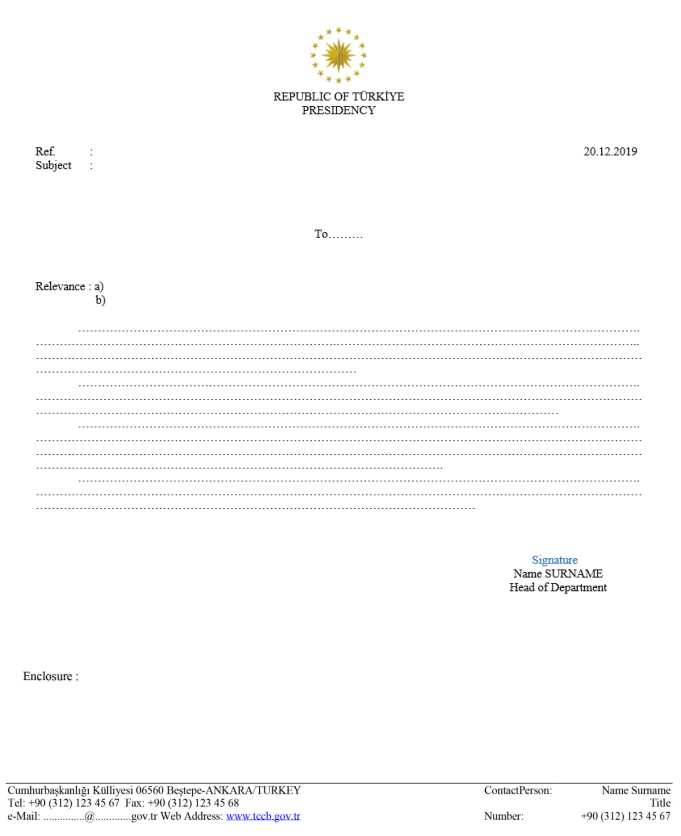 REPUBLIC OF TÜRKİYE
PRESIDENCY
Ref. : 20.12.2019
Subject :
To………
Relevance : a)
b)
…………………………………………………………………………………………………………………………….
……………………………………………………………………………………………………………………………………..
………………………………………………………………………………………………………………………………………
………………………………………………………………………
…………………………………………………………………………………………………………………………….
………………………………………………………………………………………………………………………………………
……………………………………………………………………………………………………………………
…………………………………………………………………………………………………………………………….
………………………………………………………………………………………………………………………………………
………………………………………………………………………………………………………………………………………
…………………………………………………………………………………………
…………………………………………………………………………………………………………………………….
………………………………………………………………………………………………………………………………………
…………………………………………………………………………………………………
Signature
Name SURNAME
Head of Department
Enclosure :
Cumhurbaşkanlığı Külliyesi 06560 Beştepe-ANKARA/TURKEY ContactPerson: Name Surname
Tel: +90 (312) 123 45 67 Fax: +90 (312) 123 45 68 Title
e-Mail: ..............@.............gov.tr Web Address: www.tccb.gov.tr Number: +90 (312) 123 45 67